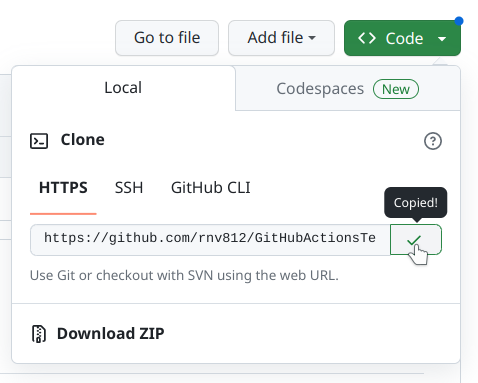 Go to file
Add file
Code
Local
Codespaces New
Clone
HTTPS SSH GitHub CLI
Copied!
https://github.com/rnv812/GitHubActionsTe
Use Git or checkout with SVN using the web URL.
Download ZIP